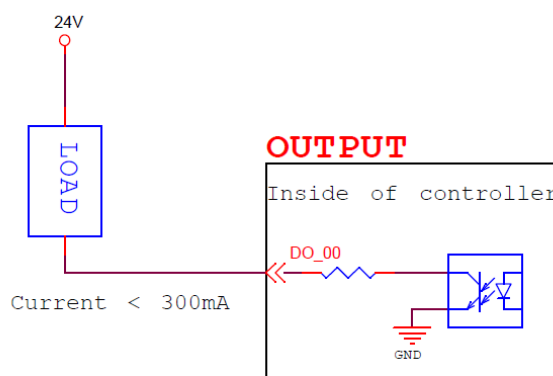 24V
LOAD
OUTPUT
Inside of controller
DO_00
Current < 300mA
GND